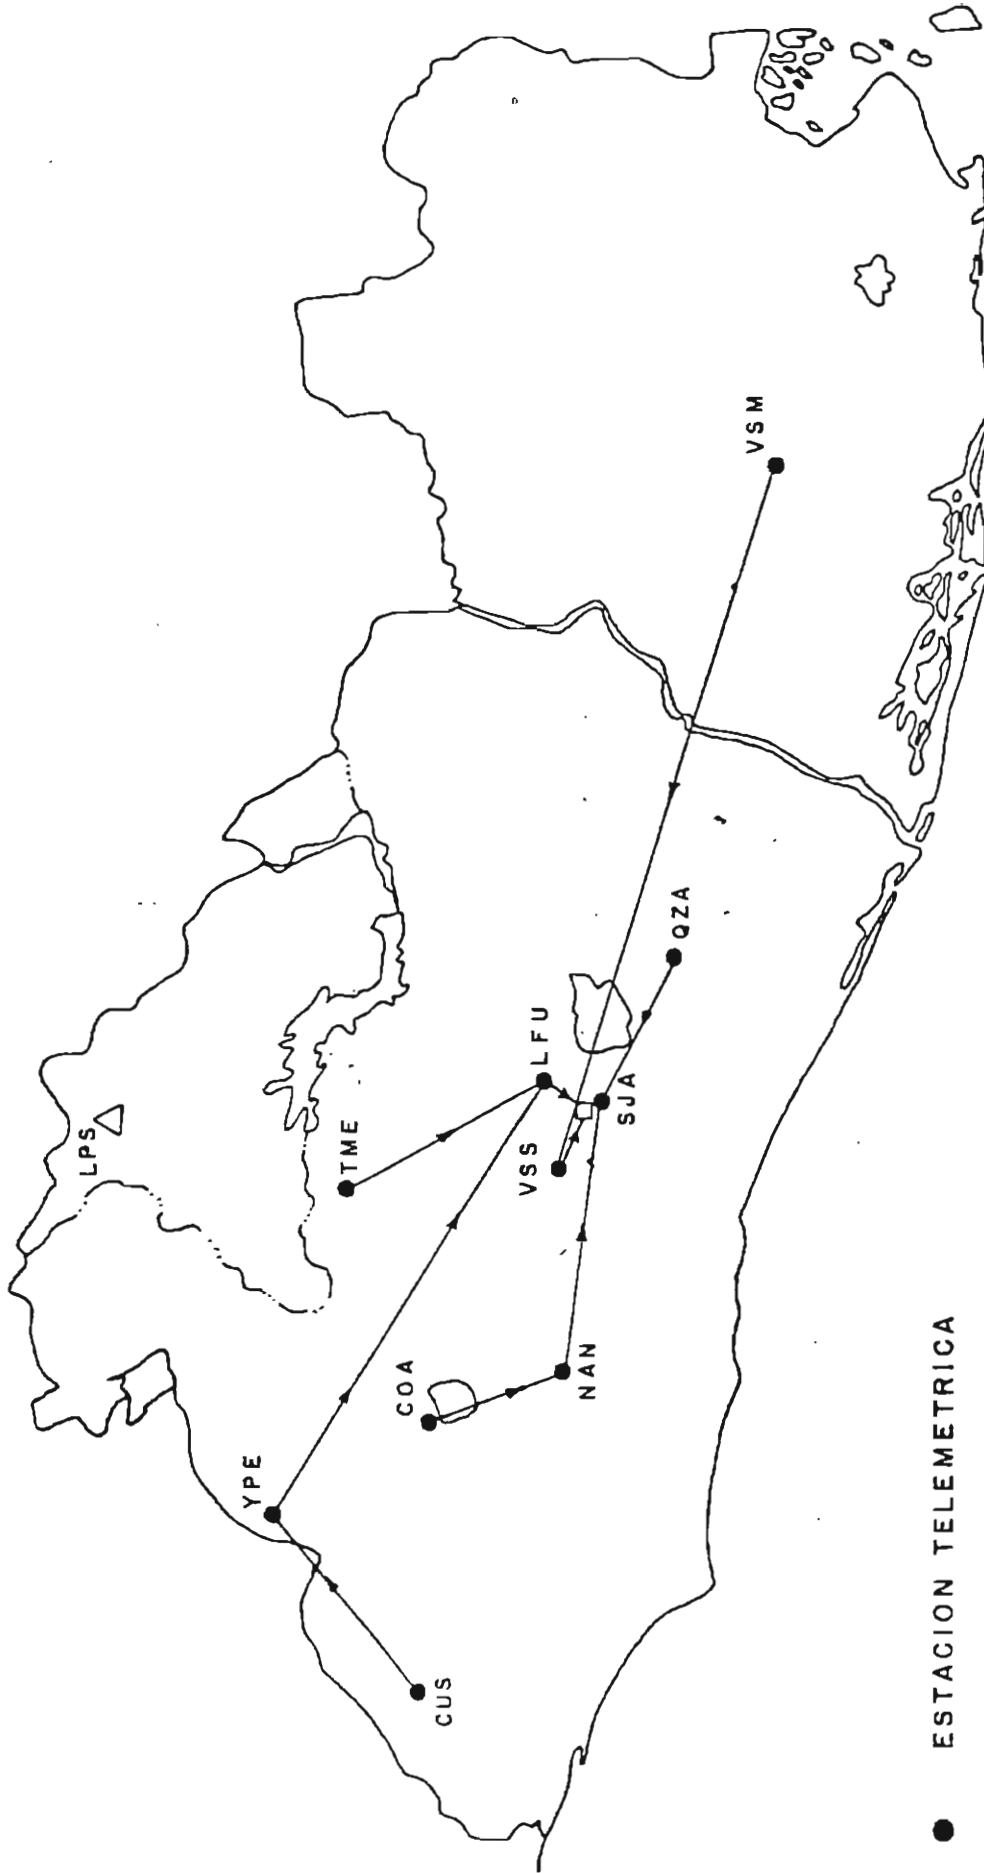 LPS
TME
YPE
LFU
COA
VSS
SJA
QZA
NAN
CUS
VSM
ESTACION TELEMETRICA